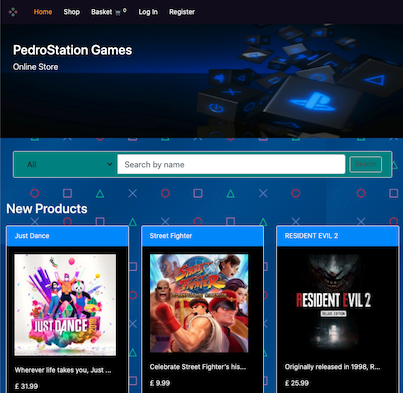 Home Shop Basket 0 Log In Register
PedroStation Games
Online Store
All Search by name Search
New Products
Just Dance Street Fighter RESIDENT EVIL 2
JUST DANCE
STREET FIGHTER
RESIDENT EVIL 2
DELUXE EDITION
Wherever life takes you, Just ... Celebrate Street Fighter's his... Originally released in 1998, R...
£ 31.99 £ 9.99 £ 25.99